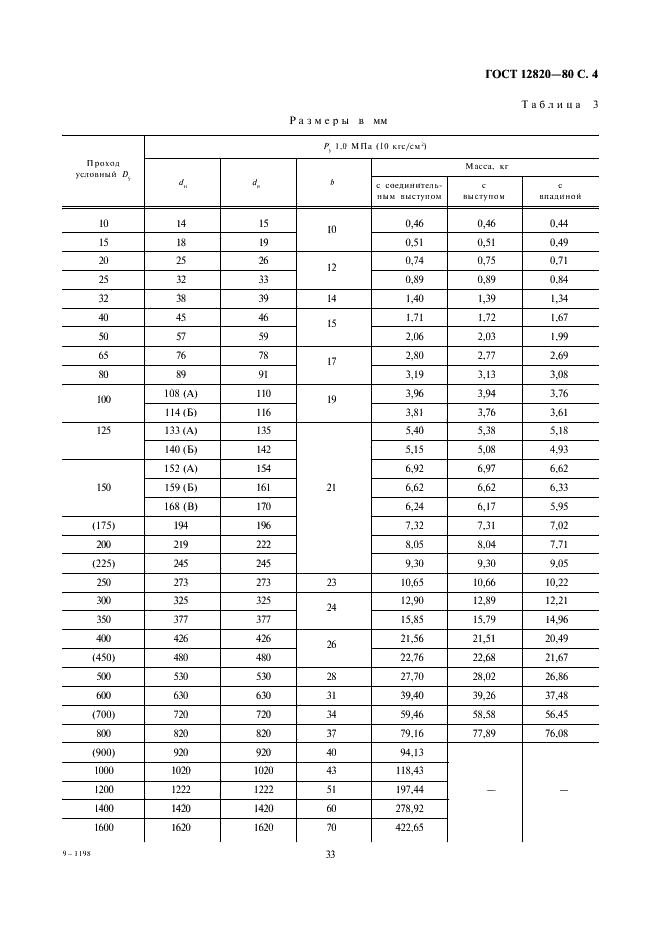 ГОСТ 12820—80 С. 4
Таблица 3
Размеры в мм
Проход условный Dу
Pу 1,0 МПа (10 кгс/см²)
dн dв b
Масса, кг
с соединительным выступом с выступом с впадиной
10 14 15 10 0,46 0,46 0,44
15 18 19 0,51 0,51 0,49
20 25 26 12 0,74 0,75 0,71
25 32 33 0,89 0,89 0,84
32 38 39 14 1,40 1,39 1,34
40 45 46 15 1,71 1,72 1,67
50 57 59 2,06 2,03 1,99
65 76 78 17 2,80 2,77 2,69
80 89 91 3,19 3,13 3,08
100 108 (А) 110 19 3,96 3,94 3,76
114 (Б) 116 3,81 3,76 3,61
125 133 (А) 135 5,40 5,38 5,18
140 (Б) 142 5,15 5,08 4,93
152 (А) 154 6,92 6,97 6,62
150 159 (Б) 161 21 6,62 6,62 6,33
168 (В) 170 6,24 6,17 5,95
(175) 194 196 7,32 7,31 7,02
200 219 222 8,05 8,04 7,71
(225) 245 245 9,30 9,30 9,05
250 273 273 23 10,65 10,66 10,22
300 325 325 24 12,90 12,89 12,21
350 377 377 15,85 15,79 14,96
400 426 426 26 21,56 21,51 20,49
(450) 480 480 22,76 22,68 21,67
500 530 530 28 27,70 28,02 26,86
600 630 630 31 39,40 39,26 37,48
(700) 720 720 34 59,46 58,58 56,45
800 820 820 37 79,16 77,89 76,08
(900) 920 920 40 94,13
1000 1020 1020 43 118,43
1200 1222 1222 51 197,44 — —
1400 1420 1420 60 278,92
1600 1620 1620 70 422,65
9—1198
33